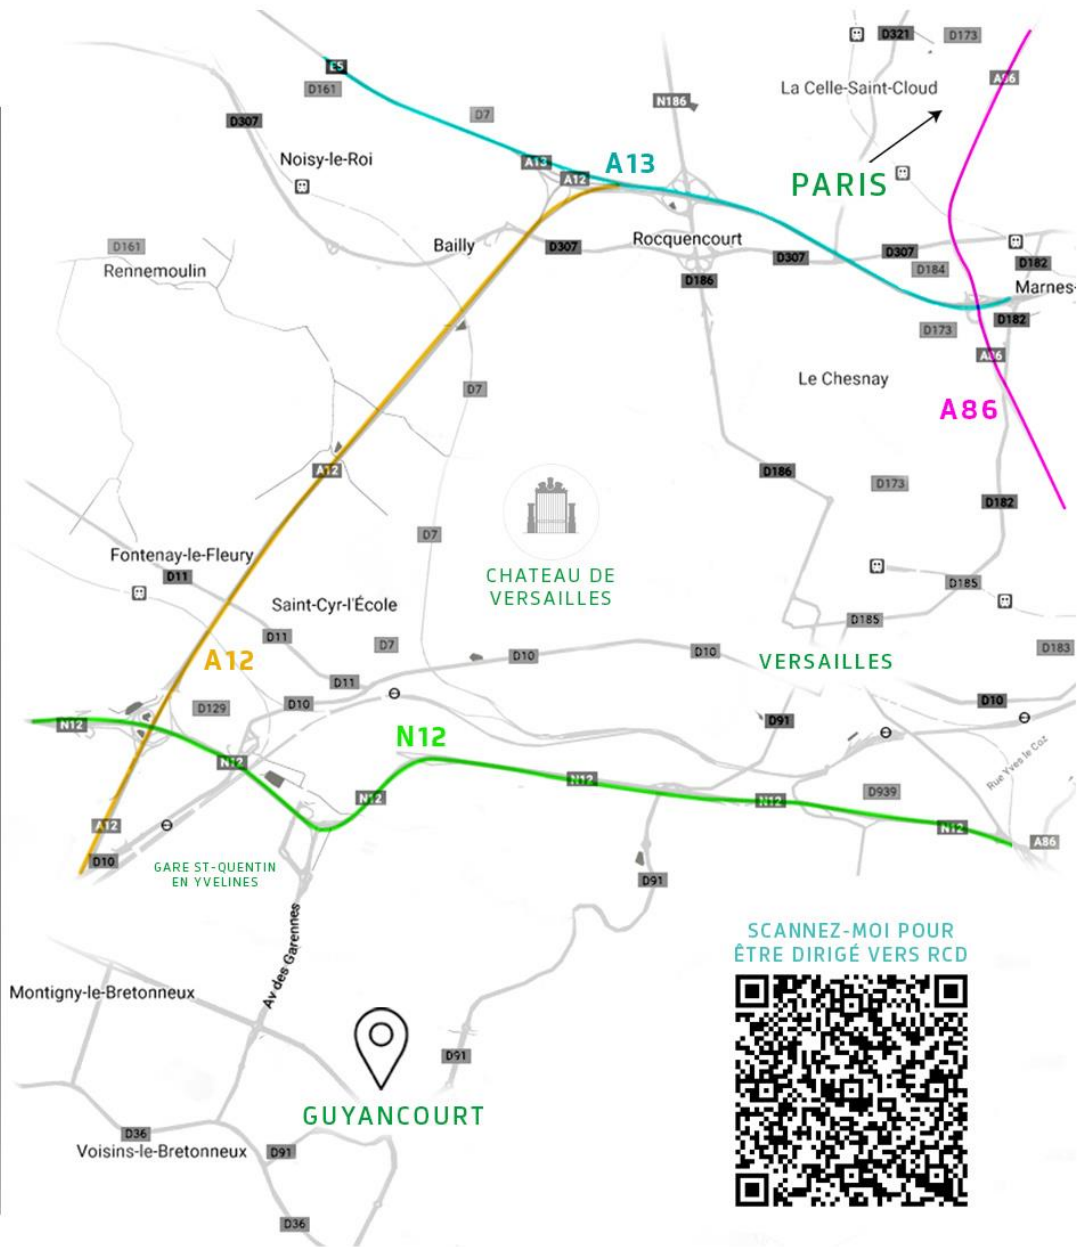 D321
D173
E5
La Celle-Saint-Cloud
A86
D161
N186
D7
D307
Noisy-le-Roi
A13
A13
A12
PARIS
D161
Bailly
D307
Rocquencourt
D307
D307
D182
Rennemoulin
D184
D186
Marnes-
D182
D173
A86
Le Chesnay
D7
A86
A12
D186
D173
D182
D7
Fontenay-le-Fleury
D11
CHATEAU DE
VERSAILLES
D185
Saint-Cyr-l'École
D185
D11
D7
D183
A12
D10
D10
VERSAILLES
D11
D129
D10
D10
N12
D91
N12
N12
Rue Yves le Coz
N12
N12
D939
N12
A12
N12
A86
D10
GARE ST-QUENTIN
EN YVELINES
D91
Av des Garennes
SCANNEZ-MOI POUR
ÊTRE DIRIGÉ VERS RCD
Montigny-le-Bretonneux
D91
GUYANCOURT
D36
Voisins-le-Bretonneux
D91
D36